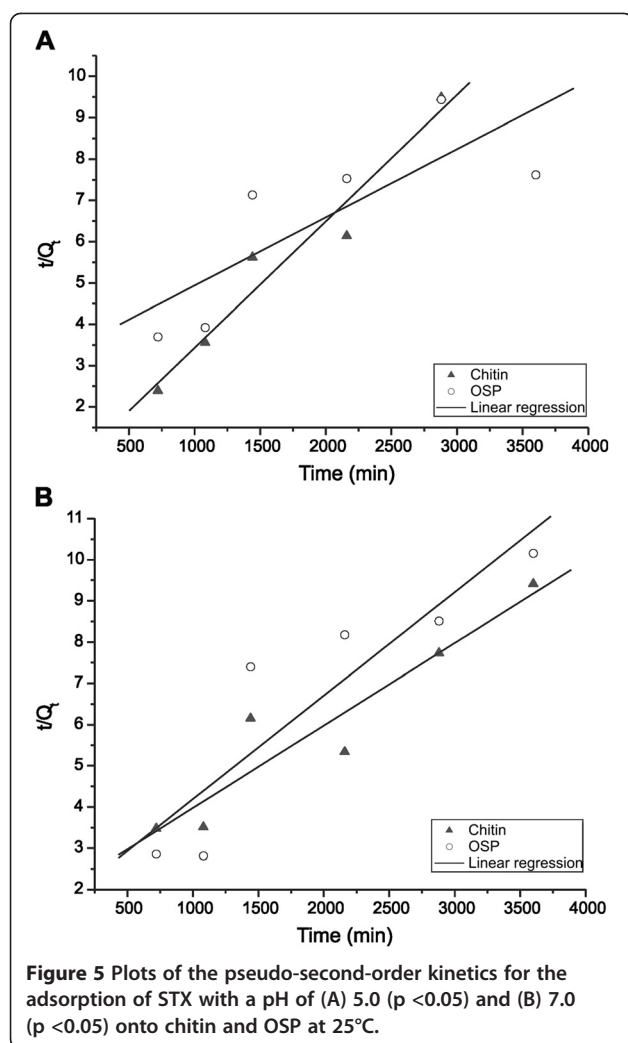 A
10
9
8
7
6
5
4
3
2
t/Qt
Chitin
OSP
Linear regression
500 1000 1500 2000 2500 3000 3500 4000
Time (min)
B
11
10
9
8
7
6
5
4
3
2
t/Qt
Chitin
OSP
Linear regression
500 1000 1500 2000 2500 3000 3500 4000
Time (min)
Figure 5 Plots of the pseudo-second-order kinetics for the
adsorption of STX with a pH of (A) 5.0 (p <0.05) and (B) 7.0
(p <0.05) onto chitin and OSP at 25°C.